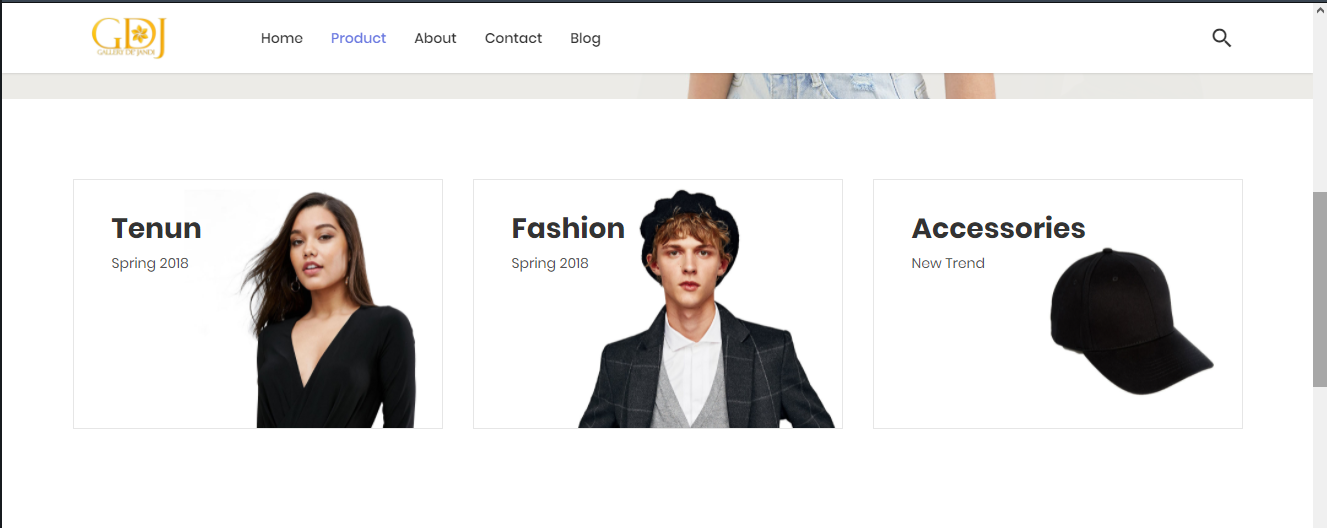 GDJ
GALLERY DE' JANDI
Home Product About Contact Blog
Tenun
Spring 2018
Fashion
Spring 2018
Accessories
New Trend